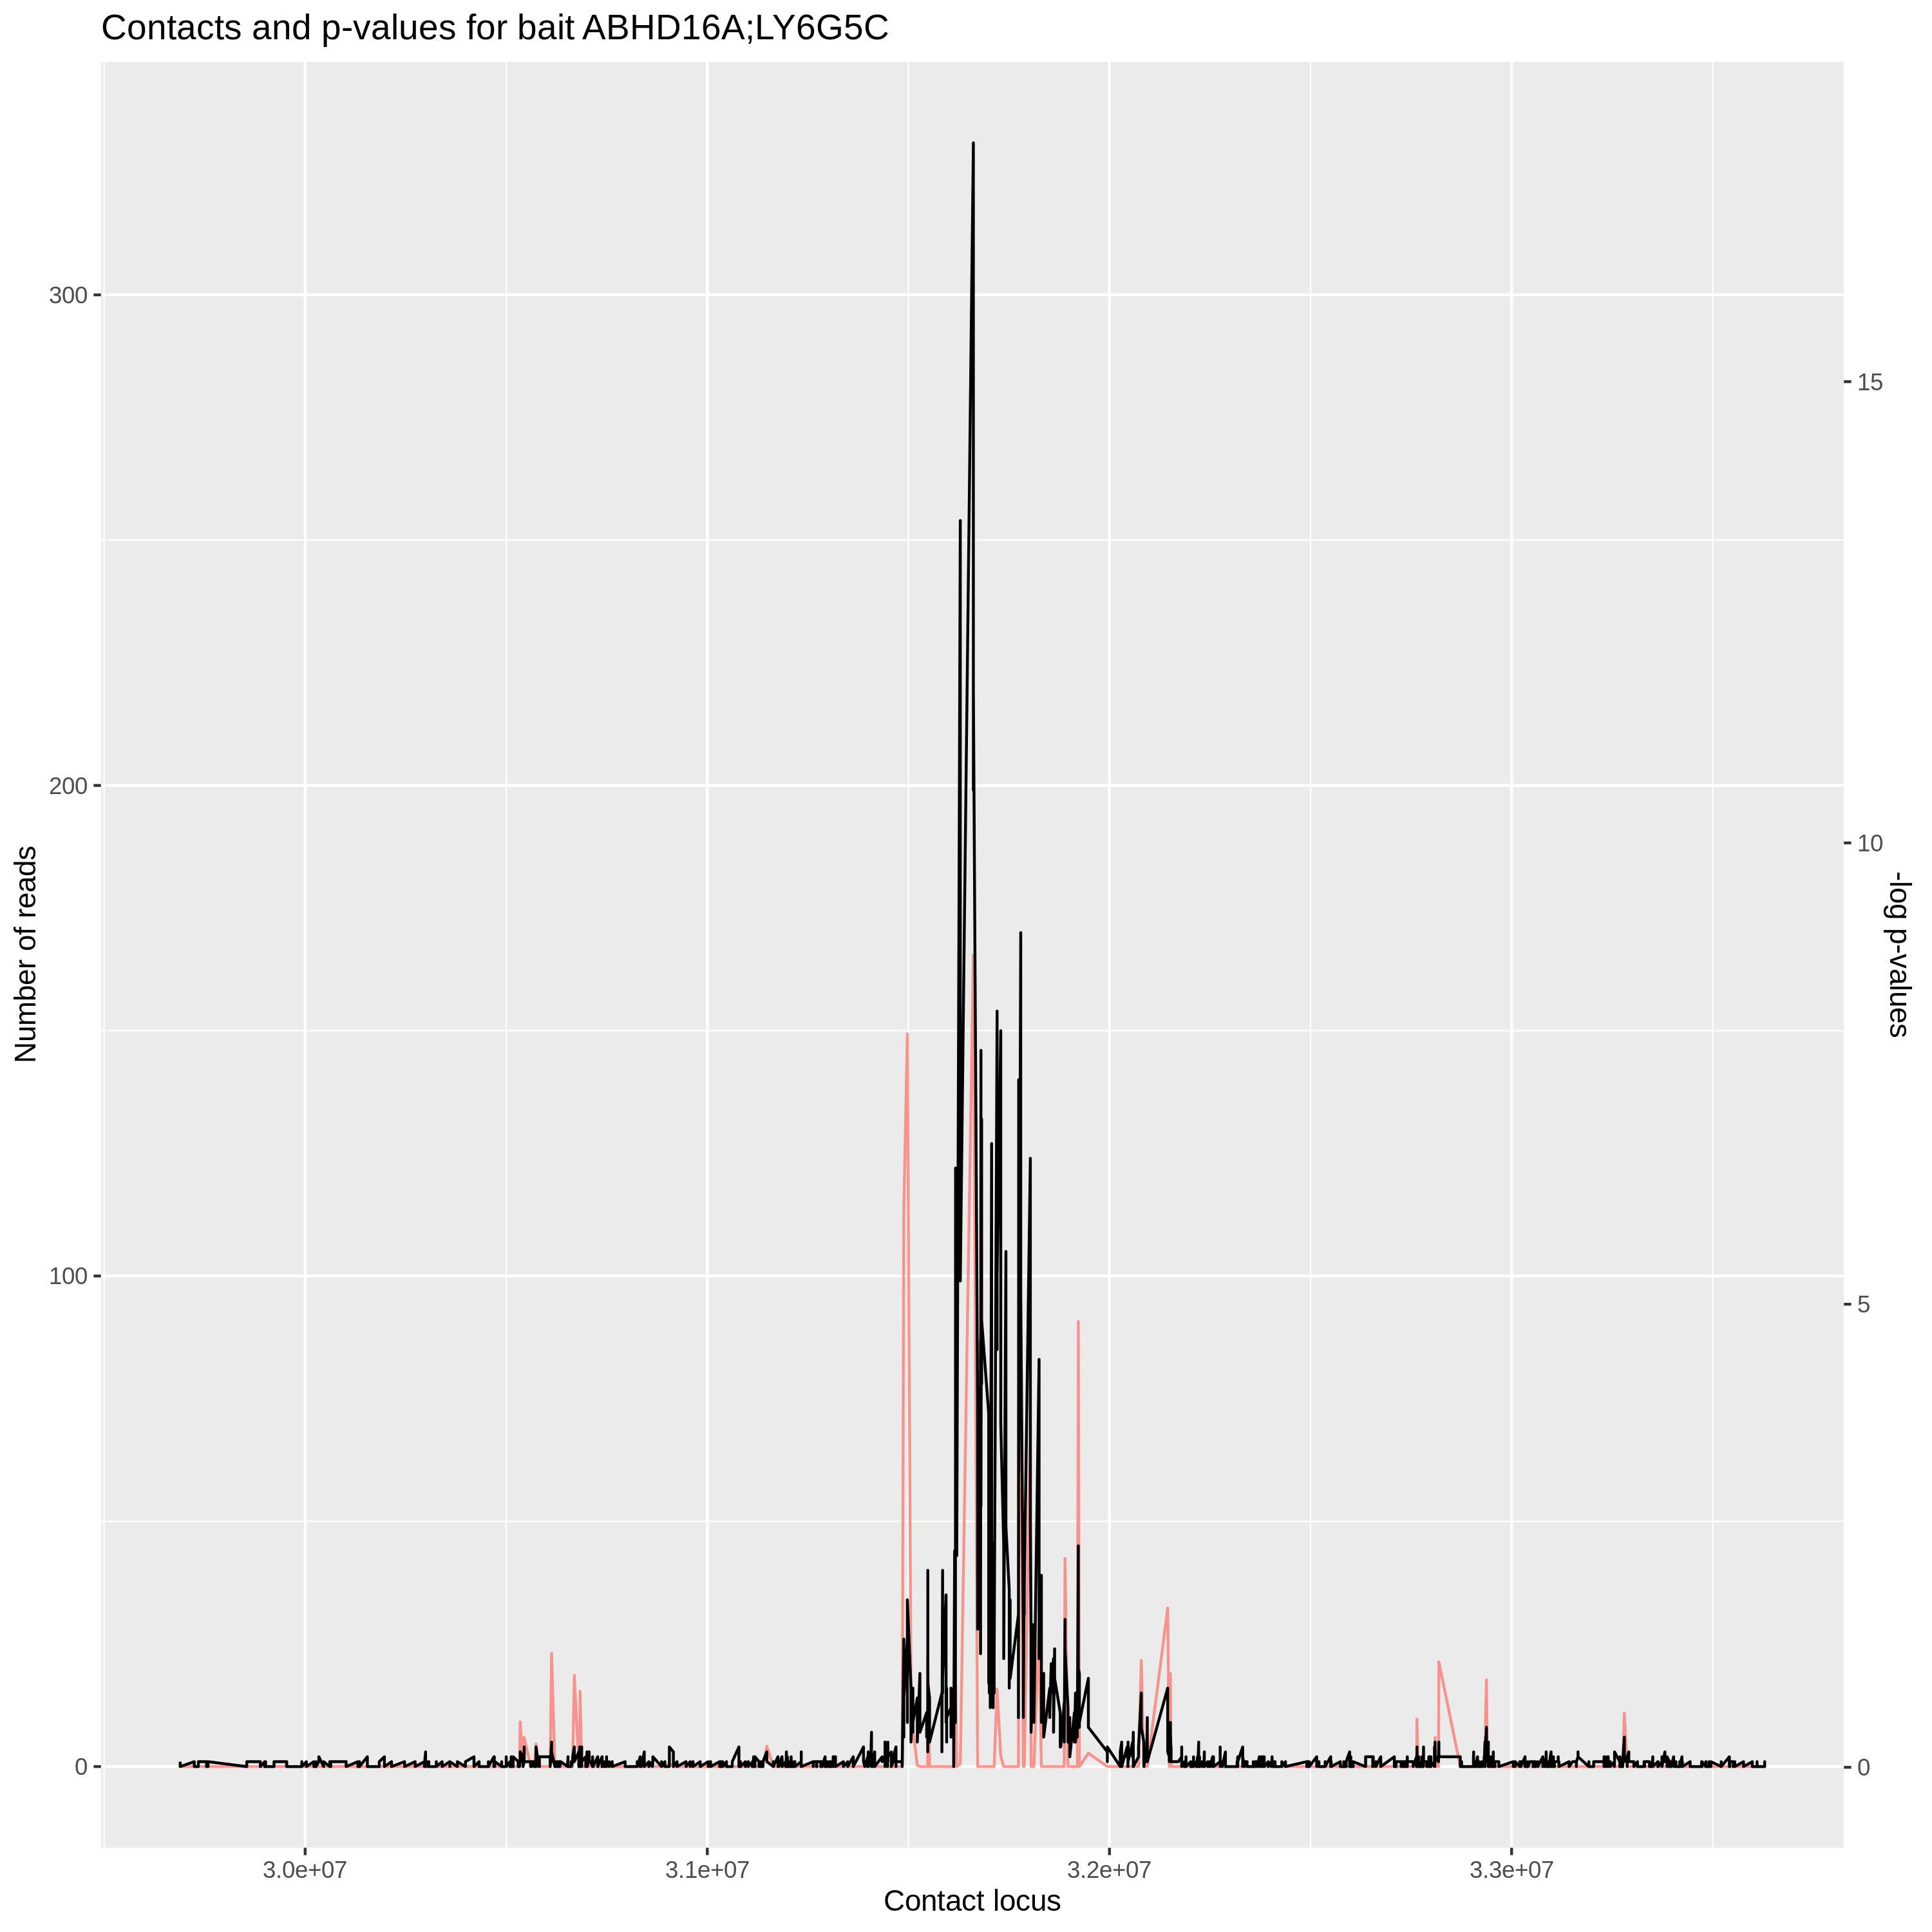 Contacts and p-values for bait ABHD16A;LY6G5C
300
200
100
0
Number of reads
15
10
5
0
-log p-values
3.0e+07
3.1e+07
3.2e+07
3.3e+07
Contact locus